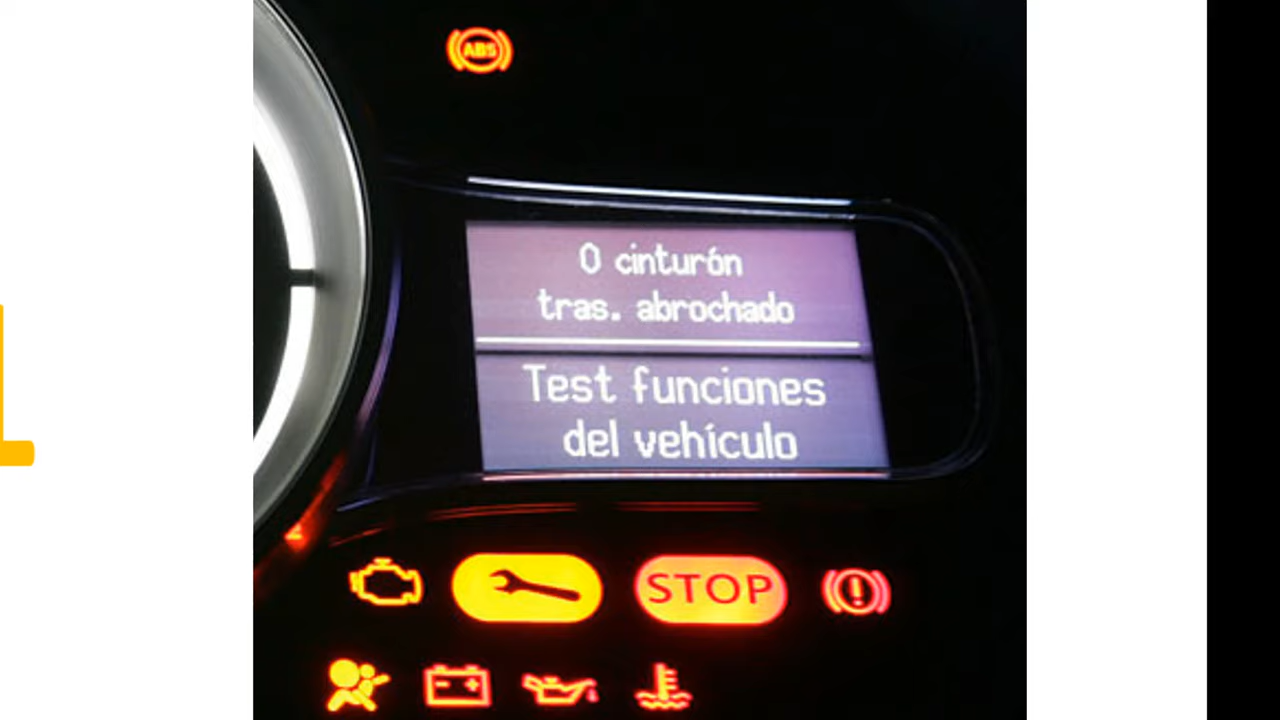 ABS
0 cinturón
tras. abrochado
Test funciones
del vehículo
STOP